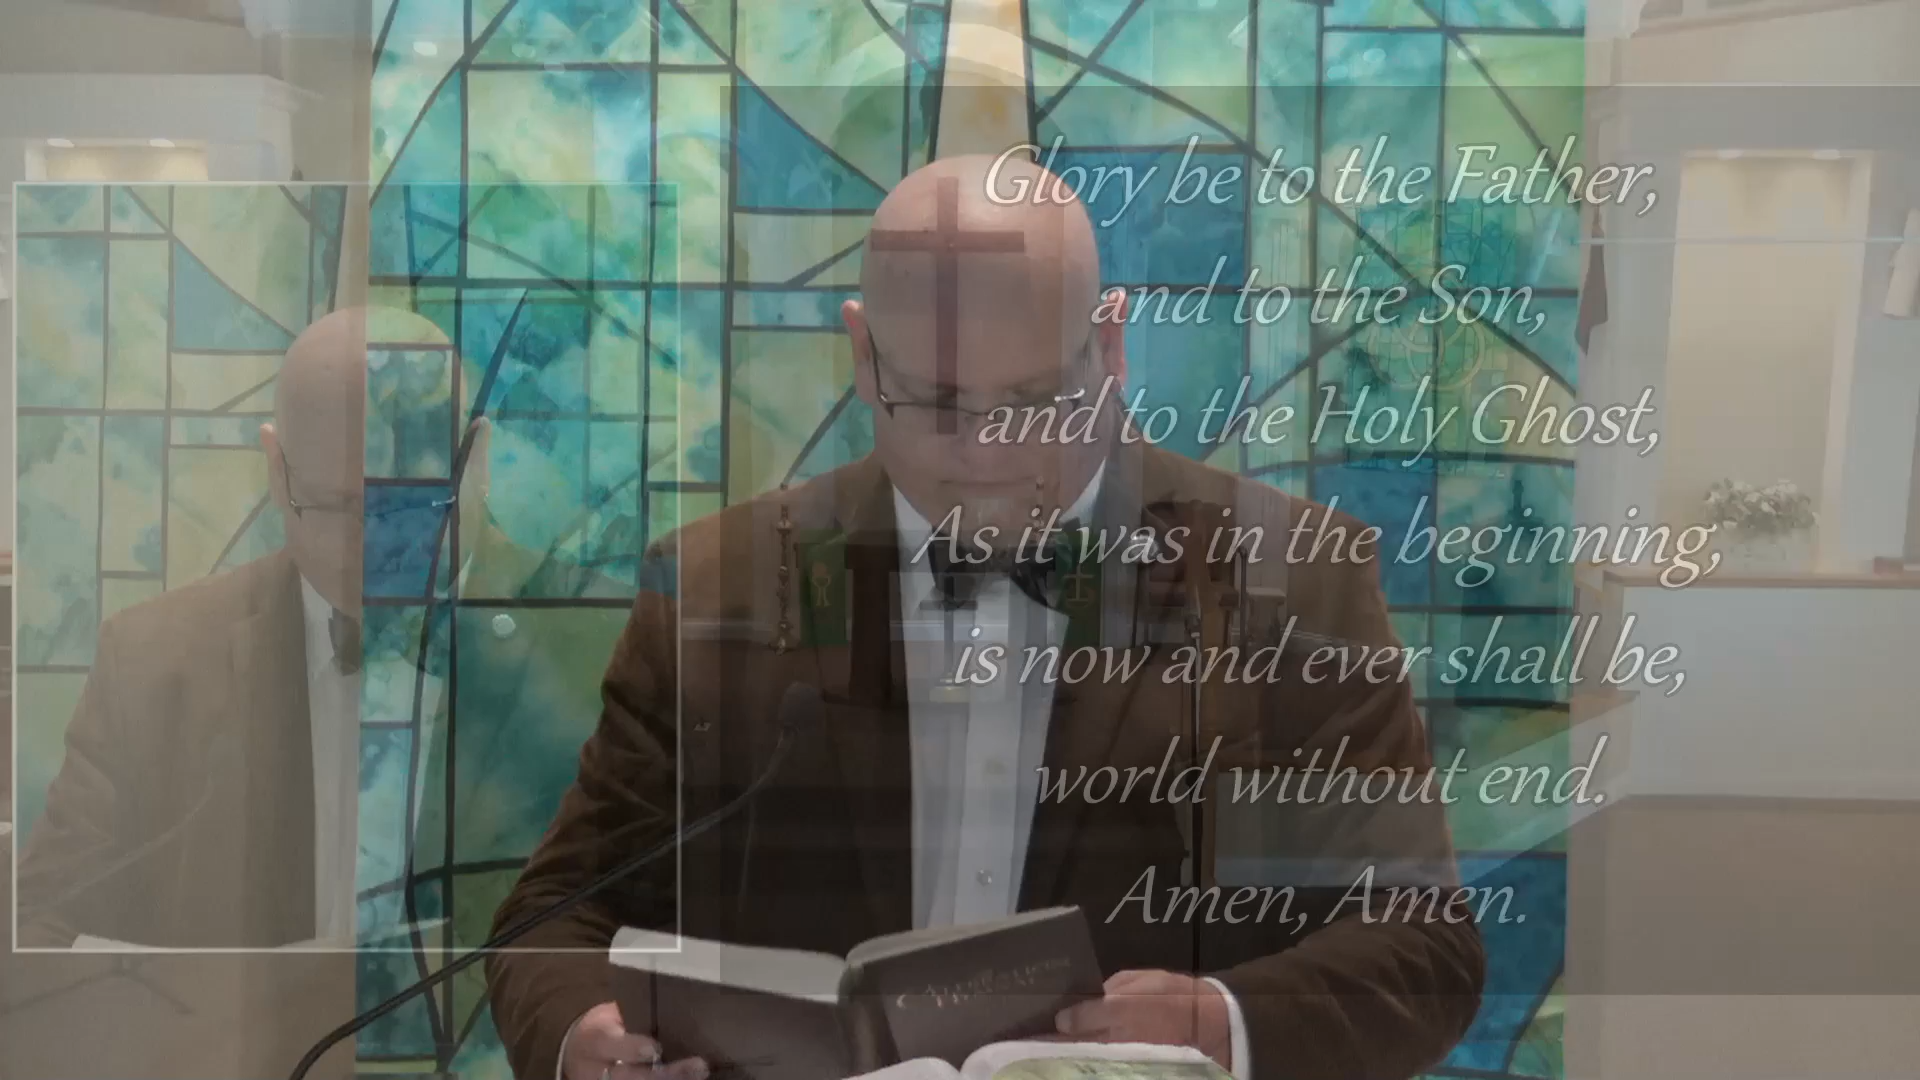 Glory be to the Father,
and to the Son,
and to the Holy Ghost,
As it was in the beginning,
is now and ever shall be,
world without end.
Amen, Amen.